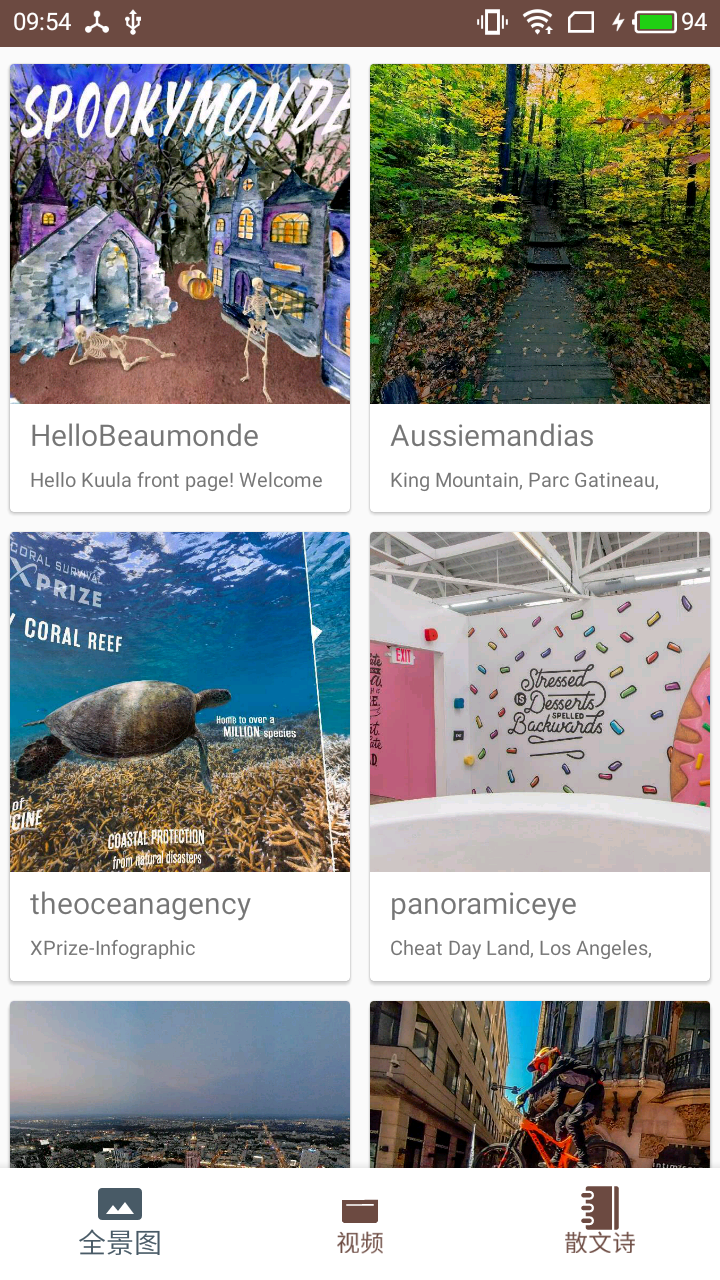 09:54
94
SPOOKYMONDE
HelloBeaumonde
Hello Kuula front page! Welcome
Aussiemandias
King Mountain, Parc Gatineau,
CORAL SURVIVAL
XPRIZE
CORAL REEF
Home to over a
MILLION species
of
CINE
COASTAL PROTECTION
from natural disasters
theoceanagency
XPrize-Infographic
EXIT
Stressed
IS Desserts
SPELLED
Backwards
panoramiceye
Cheat Day Land, Los Angeles,
全景图
视频
散文诗